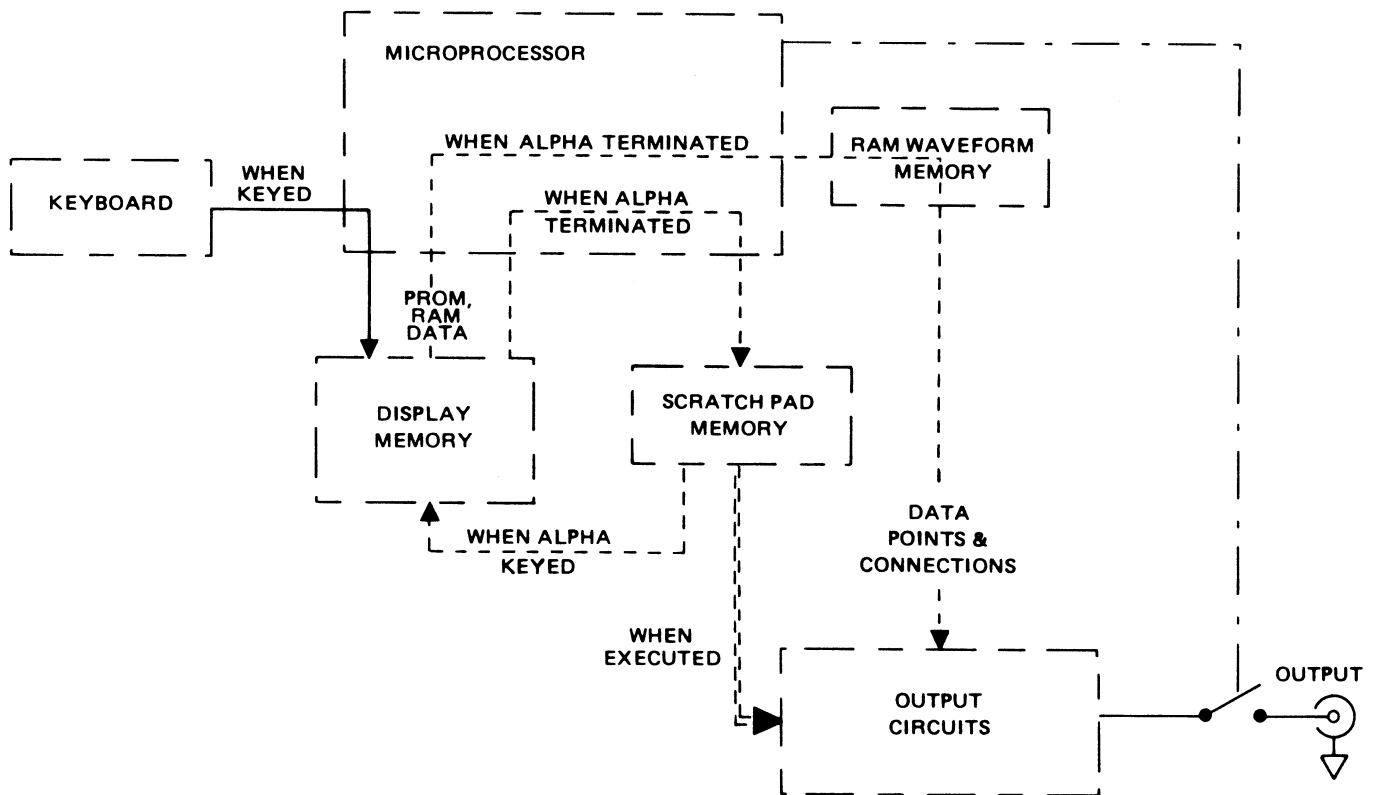 MICROPROCESSOR
WHEN ALPHA TERMINATED
RAM WAVEFORM
MEMORY
KEYBOARD
WHEN
KEYED
WHEN ALPHA
TERMINATED
PROM,
RAM
DATA
DISPLAY
MEMORY
SCRATCH PAD
MEMORY
WHEN ALPHA
KEYED
DATA
POINTS &
CONNECTIONS
WHEN
EXECUTED
OUTPUT
CIRCUITS
OUTPUT